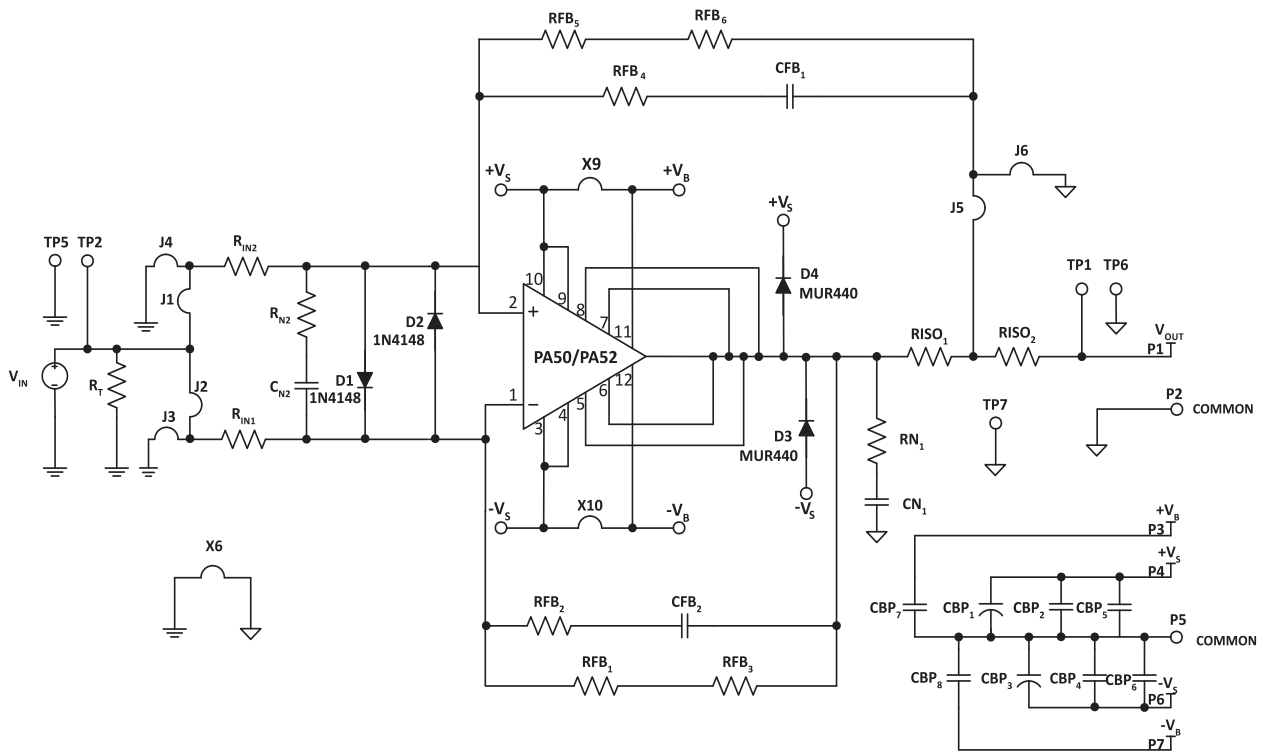 RFB5 RFB6
RFB4 CFB1
+VS X9 +VB
J6
J5
TP5 TP2 J4 RIN2
+VS
D4
MUR440
TP1 TP6
J1
10 9 8 7 11
2 +
RN2
D2
1N4148
PA50/PA52
RISO1 RISO2
VOUT
P1
VIN + −
RT
J2
D1
1N4148
CN2
1 −
12 6 5 4 3
P2 COMMON
J3 RIN1
TP7
D3
MUR440
RN1
-VS X10 -VB
-VS
CN1
X6
+VB
P3
+VS
P4
RFB2 CFB2
CBP7 CBP1 CBP2 CBP5
P5
COMMON
RFB1 RFB3
CBP8 CBP3 CBP4 CBP6
-VS
P6
-VB
P7